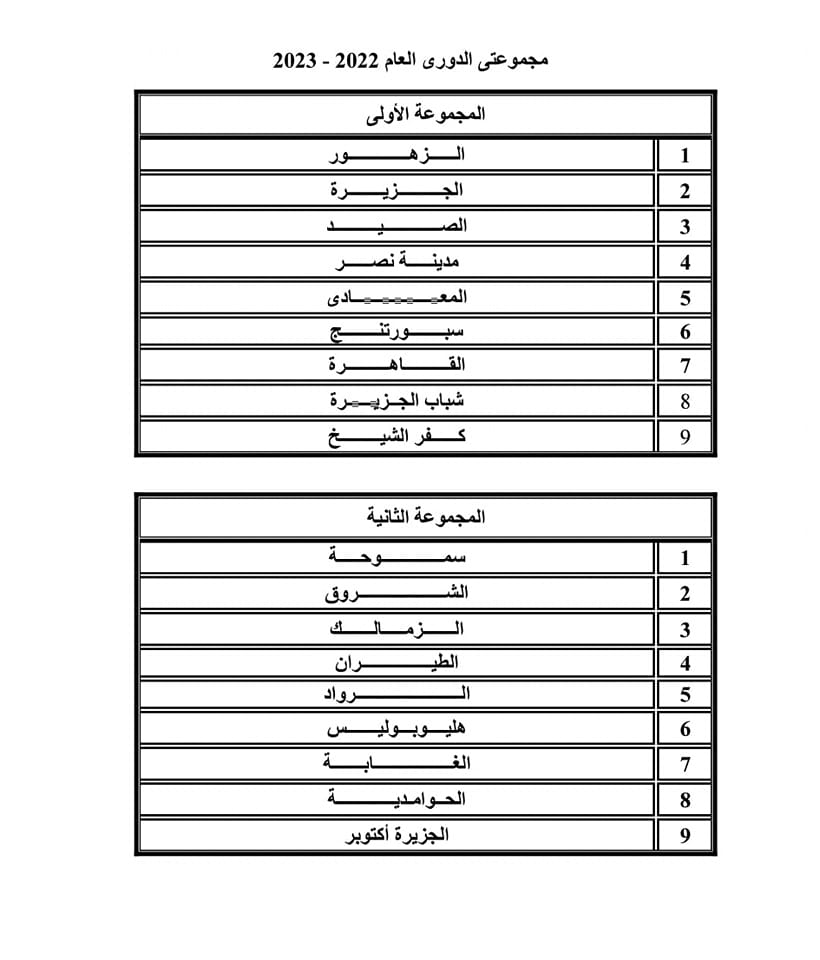 مجموعتى الدورى العام 2022 - 2023
المجموعة الأولى
1 الزهور
2 الجزيرة
3 الصيد
4 مدينة نصر
5 المعادى
6 سبورتنج
7 القاهرة
8 شباب الجزيرة
9 كفر الشيخ
المجموعة الثانية
1 سموحة
2 الشروق
3 الزمالك
4 الطيران
5 الرواد
6 هليوبوليس
7 الغابة
8 الحوامدية
9 الجزيرة أكتوبر